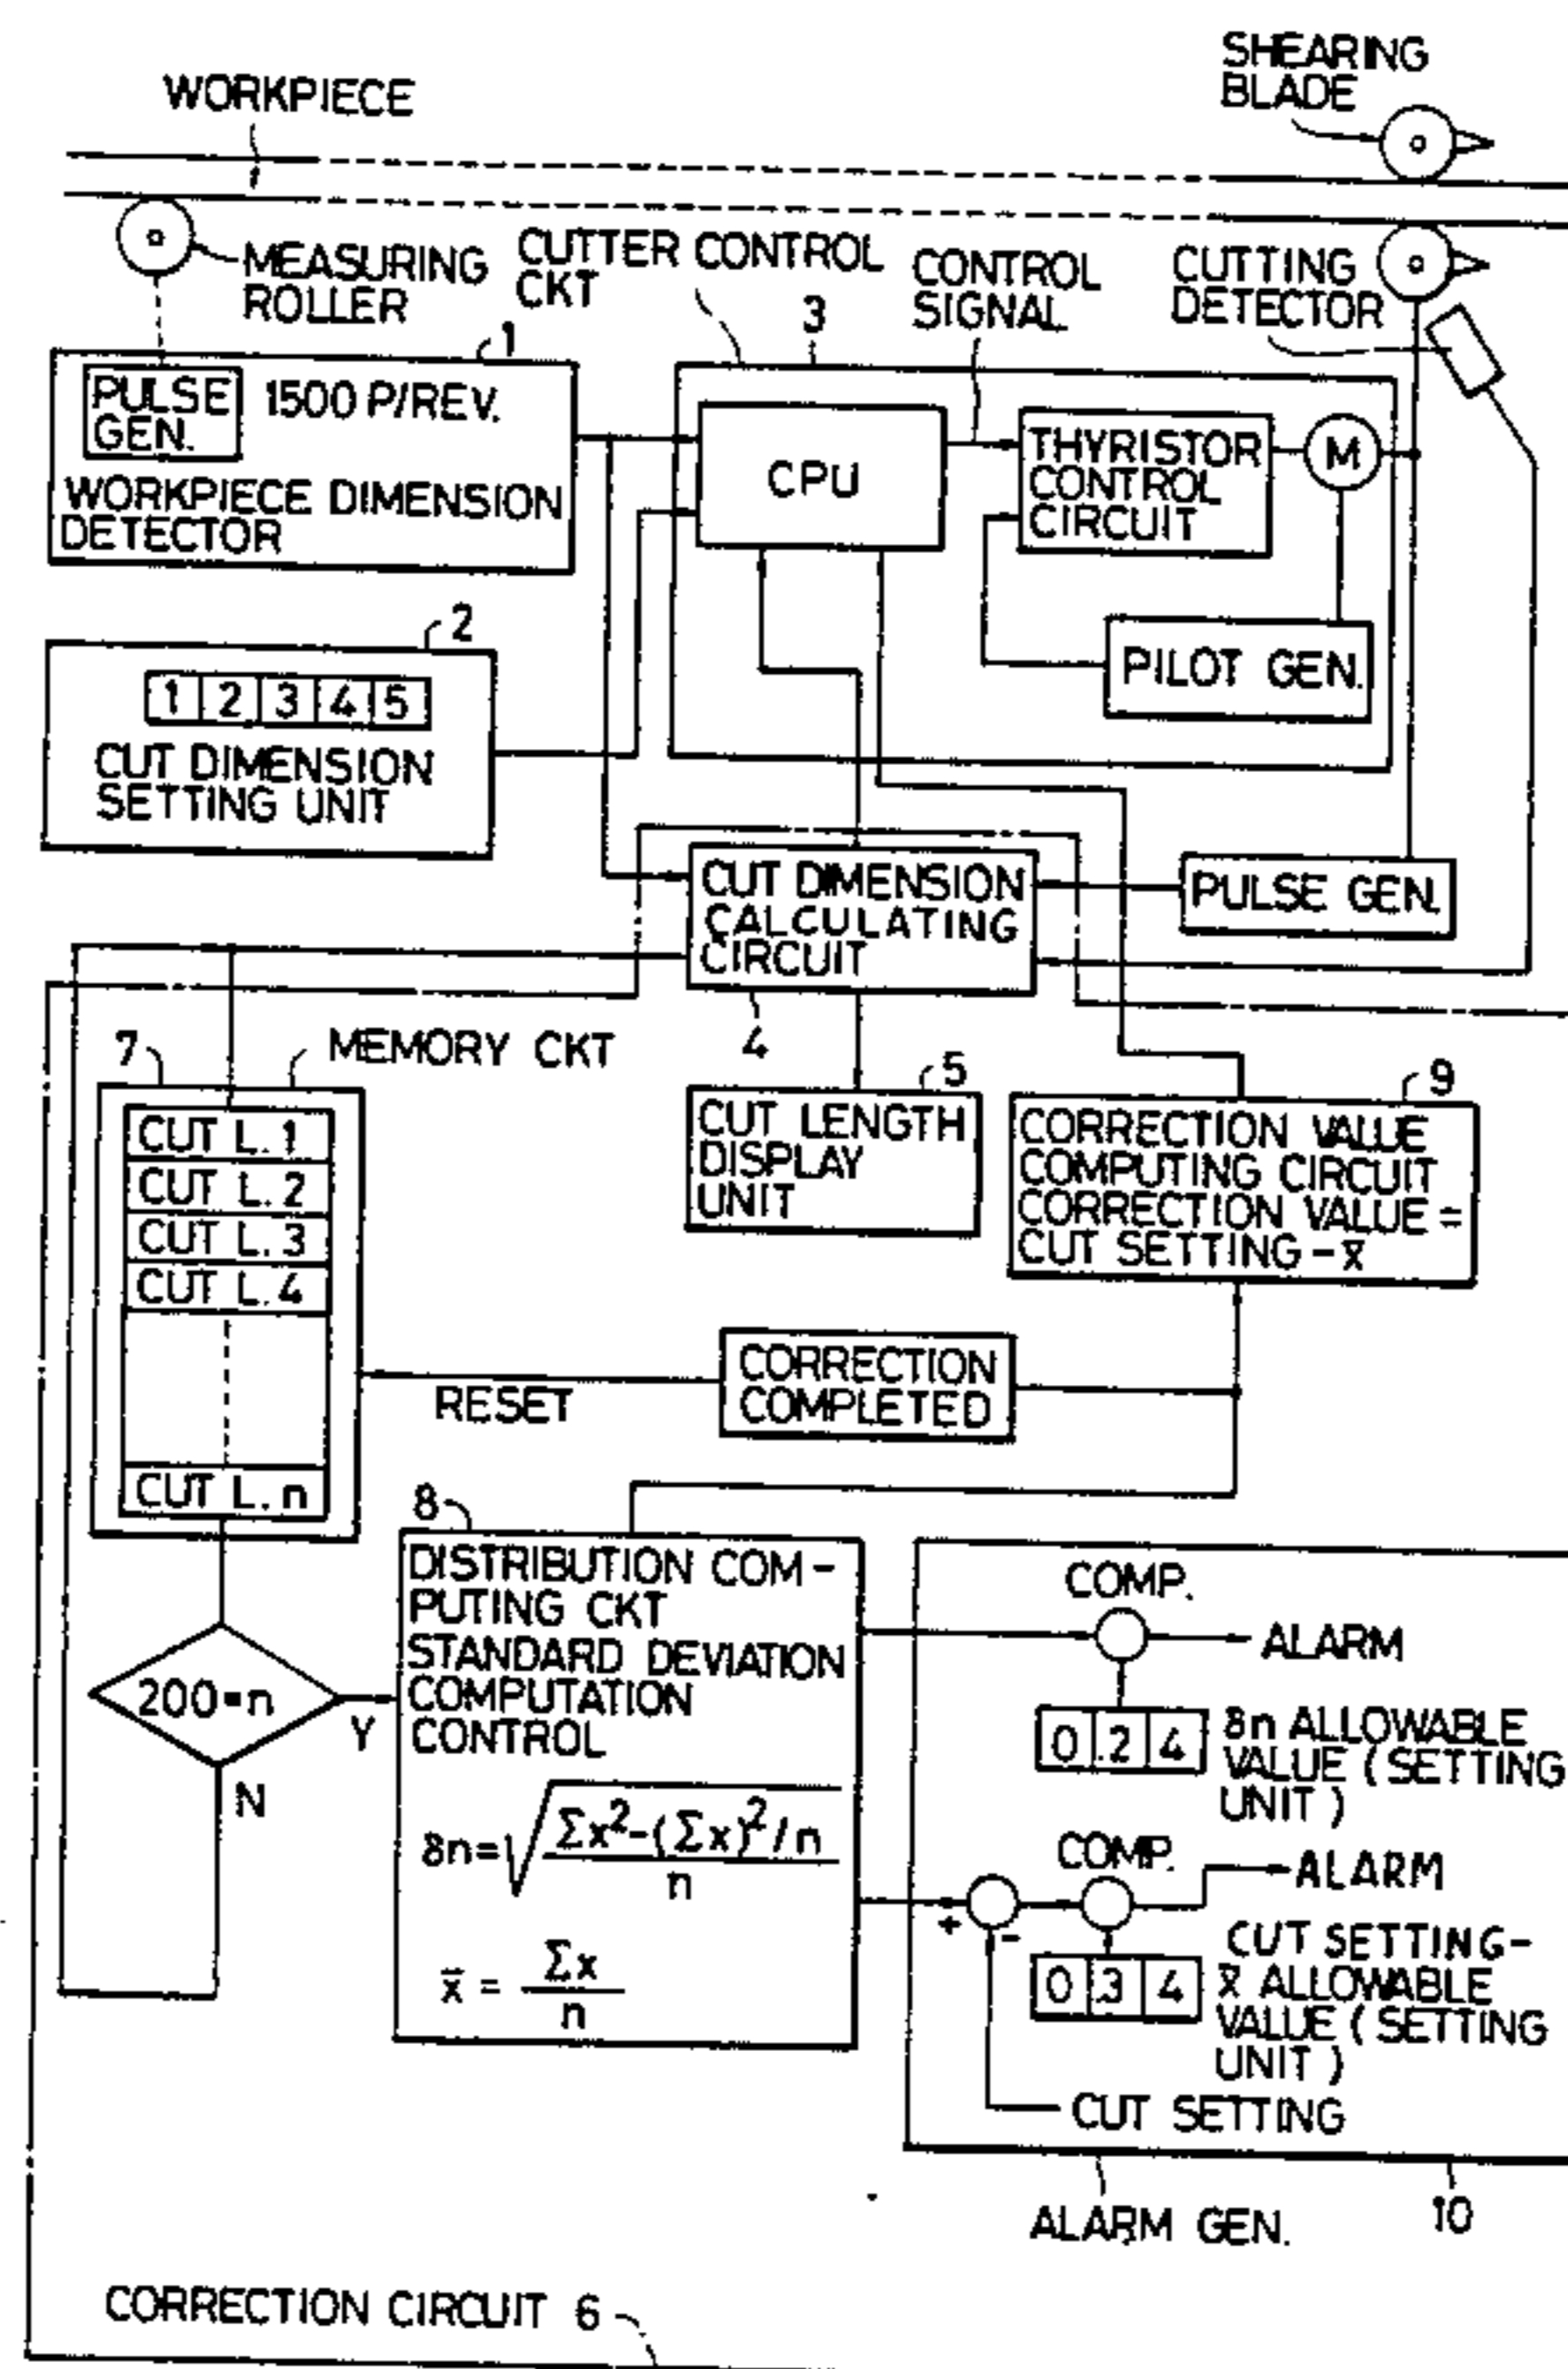 SHEARING
BLADE
WORKPIECE
MEASURING
ROLLER
CUTTER CONTROL
CKT
3
CONTROL
SIGNAL
CUTTING
DETECTOR
1
PULSE
GEN.
1500 P/REV.
WORKPIECE DIMENSION
DETECTOR
CPU
THYRISTOR
CONTROL
CIRCUIT
M
PILOT GEN.
2
1 2 3 4 5
CUT DIMENSION
SETTING UNIT
CUT DIMENSION
CALCULATING
CIRCUIT
4
PULSE GEN.
7
MEMORY CKT
CUT L. 1
CUT L. 2
CUT L. 3
CUT L. 4
CUT L. n
5
CUT LENGTH
DISPLAY
UNIT
9
CORRECTION VALUE
COMPUTING CIRCUIT
CORRECTION VALUE =
CUT SETTING - x̄
CORRECTION
COMPLETED
RESET
200=n
Y
N
8
DISTRIBUTION COM-
PUTING CKT
STANDARD DEVIATION
COMPUTATION
CONTROL
δn=√(Σx²-(Σx)²/n)/n
x̄ = Σx/n
COMP.
ALARM
0 .2 4
δn ALLOWABLE
VALUE (SETTING
UNIT)
COMP.
ALARM
+
-
0 .3 4
CUT SETTING-
x̄ ALLOWABLE
VALUE (SETTING
UNIT)
CUT SETTING
ALARM GEN.
10
CORRECTION CIRCUIT 6